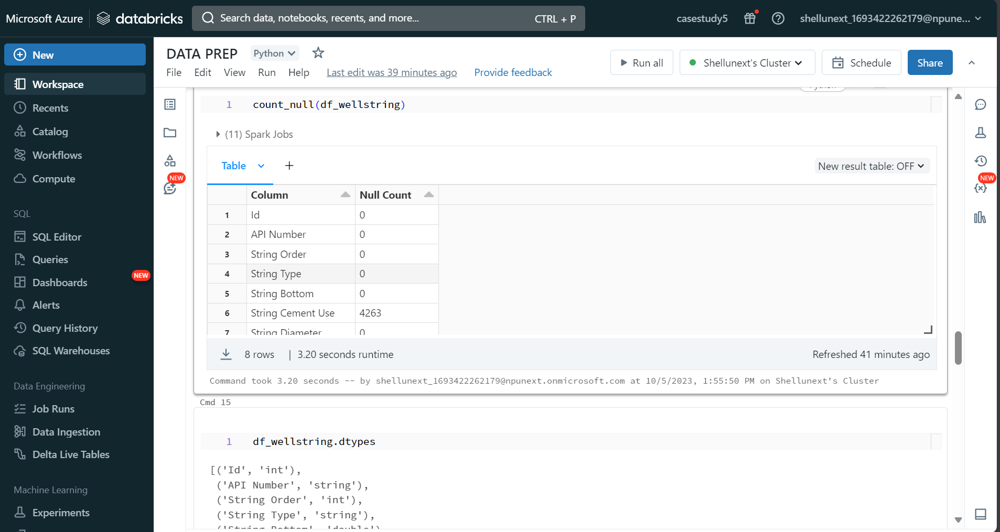 Microsoft Azure
databricks
Search data, notebooks, recents, and more...
CTRL + P
casestudy5
shellunext_1693422262179@npune...
New
Workspace
Recents
Catalog
Workflows
Compute
SQL
SQL Editor
Queries
Dashboards
NEW
Alerts
Query History
SQL Warehouses
Data Engineering
Job Runs
Data Ingestion
Delta Live Tables
Machine Learning
Experiments
DATA PREP
Python
File
Edit
View
Run
Help
Last edit was 39 minutes ago
Provide feedback
Run all
Shellunext's Cluster
Schedule
Share
NEW
NEW
Python
1 count_null(df_wellstring)
(11) Spark Jobs
Table
+
New result table: OFF
Column Null Count
1 Id 0
2 API Number 0
3 String Order 0
4 String Type 0
5 String Bottom 0
6 String Cement Use 4263
7 String Diameter 0
8 rows | 3.20 seconds runtime
Refreshed 41 minutes ago
Command took 3.20 seconds -- by shellunext_1693422262179@npunext.onmicrosoft.com at 10/5/2023, 1:55:50 PM on Shellunext's Cluster
Cmd 15
1 df_wellstring.dtypes
[('Id', 'int'),
('API Number', 'string'),
('String Order', 'int'),
('String Type', 'string'),
('String Bottom', 'double')